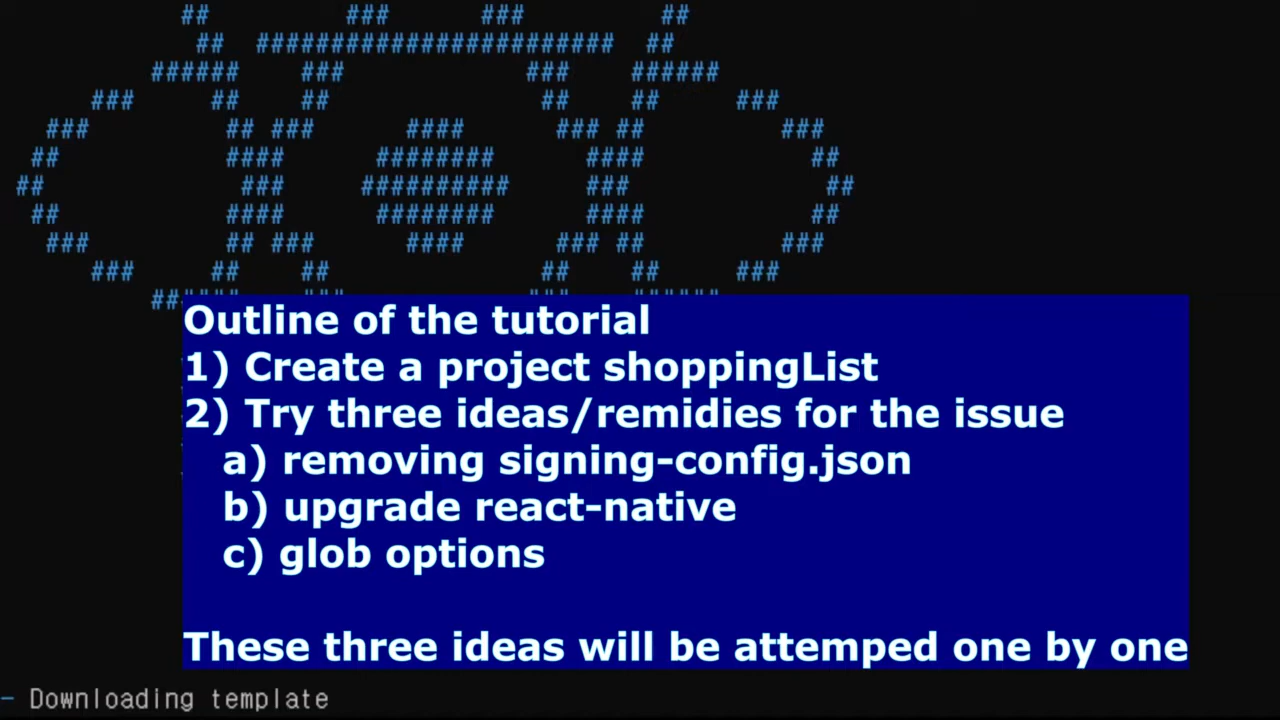 Outline of the tutorial
1) Create a project shoppingList
2) Try three ideas/remidies for the issue
a) removing signing-config.json
b) upgrade react-native
c) glob options
These three ideas will be attemped one by one
- Downloading template